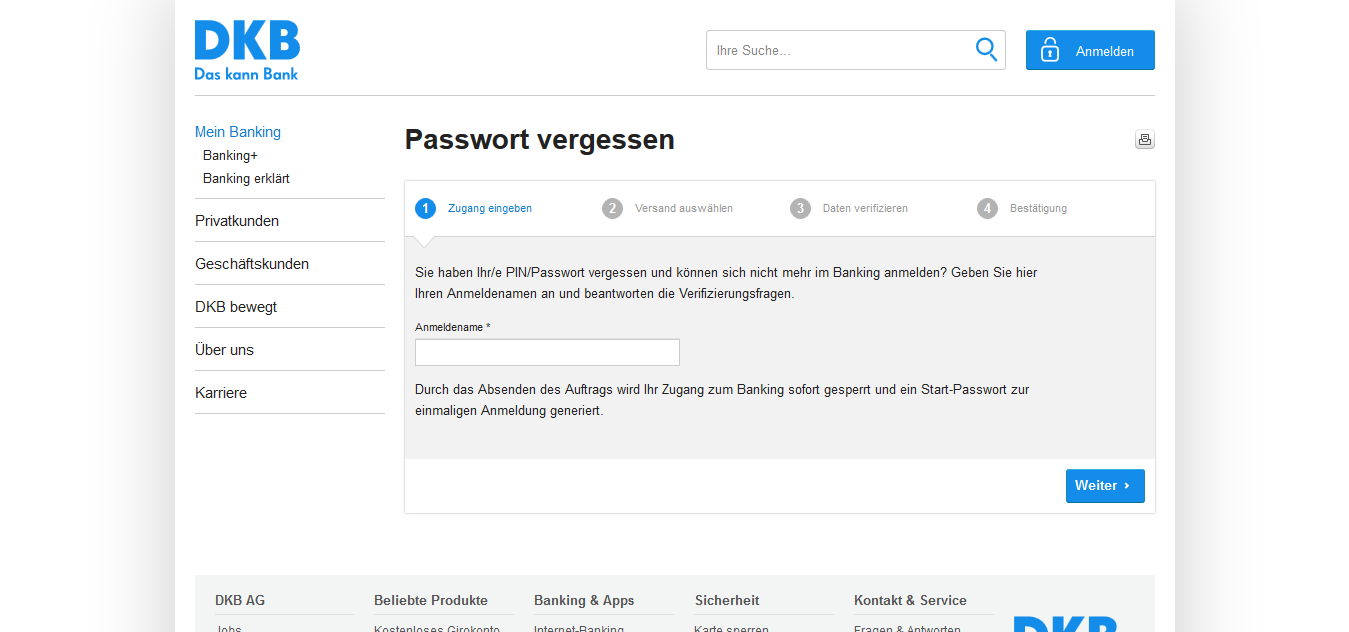 DKB
Das kann Bank
Ihre Suche...
Anmelden
Mein Banking
Banking+
Banking erklärt
Privatkunden
Geschäftskunden
DKB bewegt
Über uns
Karriere
Passwort vergessen
1 Zugang eingeben
2 Versand auswählen
3 Daten verifizieren
4 Bestätigung
Sie haben Ihr/e PIN/Passwort vergessen und können sich nicht mehr im Banking anmelden? Geben Sie hier
Ihren Anmeldenamen an und beantworten die Verifizierungsfragen.
Anmeldename *
Durch das Absenden des Auftrags wird Ihr Zugang zum Banking sofort gesperrt und ein Start-Passwort zur
einmaligen Anmeldung generiert.
Weiter ›
DKB AG
Beliebte Produkte
Banking & Apps
Sicherheit
Kontakt & Service
Jobs
Kostenloses Girokonto
Internet-Banking
Karte sperren
Fragen & Antworten
DKB